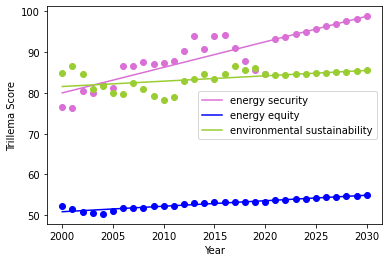 100
90
80
70
60
50
Trillema Score
energy security
energy equity
environmental sustainability
2000 2005 2010 2015 2020 2025 2030
Year